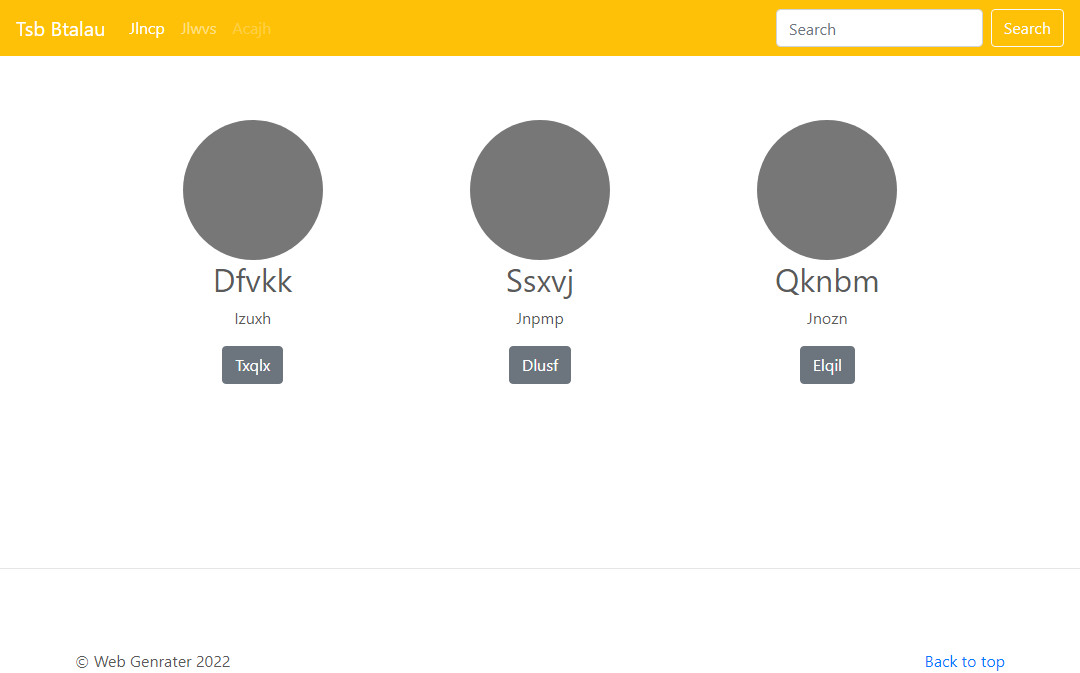 Tsb Btalau Jlncp Jlwvs Acajh Search Search
Dfvkk Ssxvj Qknbm
Izuxh Jnpmp Jnozn
Txqlx Dlusf Elqil
© Web Genrater 2022 Back to top